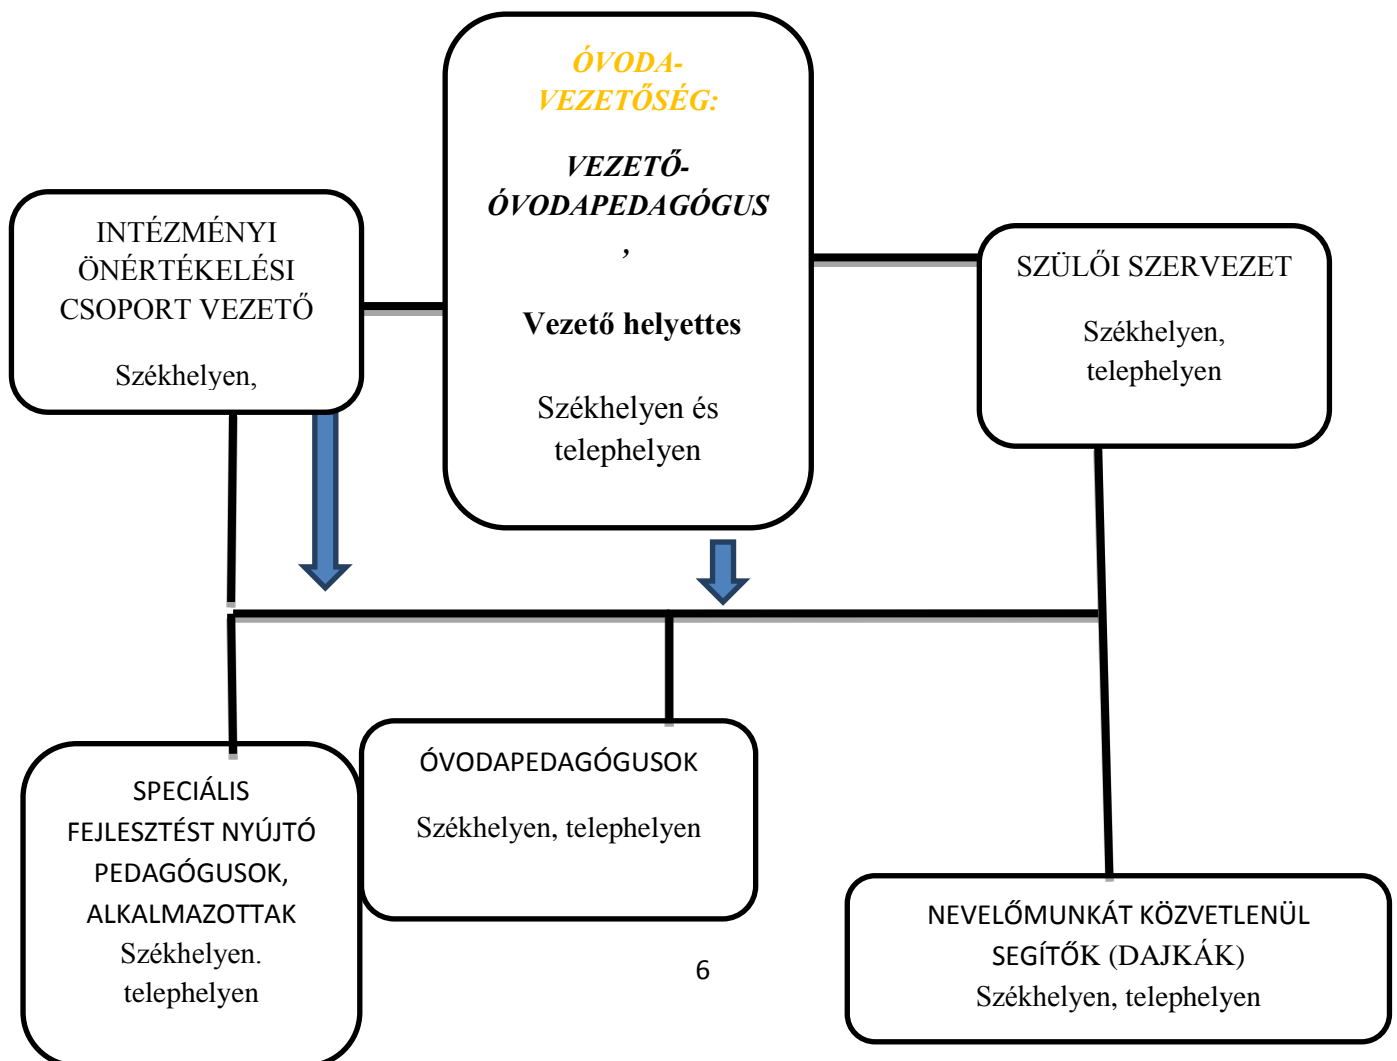 ÓVODA-
VEZETŐSÉG:
VEZETŐ-
ÓVODAPEDAGÓGUS
,
Vezető helyettes
Székhelyen és
telephelyen
INTÉZMÉNYI
ÖNÉRTÉKELÉSI
CSOPORT VEZETŐ
Székhelyen,
SZÜLŐI SZERVEZET
Székhelyen,
telephelyen
SPECIÁLIS
FEJLESZTÉST NYÚJTÓ
PEDAGÓGUSOK,
ALKALMAZOTTAK
Székhelyen.
telephelyen
ÓVODAPEDAGÓGUSOK
Székhelyen, telephelyen
NEVELŐMUNKÁT KÖZVETLENÜL
SEGÍTŐK (DAJKÁK)
Székhelyen, telephelyen
6